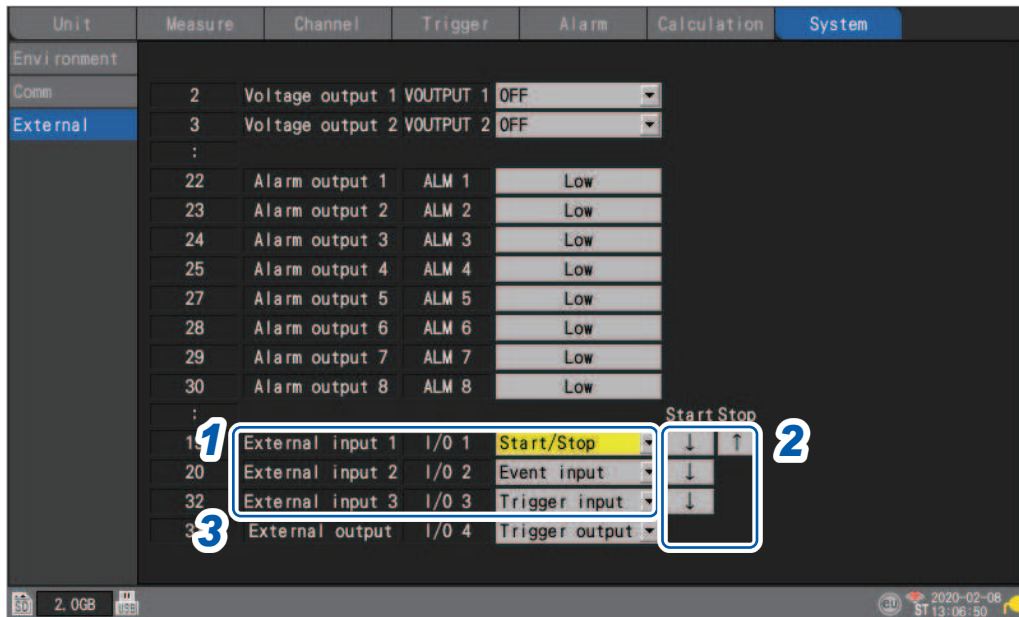 Unit Measure Channel Trigger Alarm Calculation System
Environment
Comm
External
2 Voltage output 1 VOUTPUT 1 OFF
3 Voltage output 2 VOUTPUT 2 OFF
:
22 Alarm output 1 ALM 1 Low
23 Alarm output 2 ALM 2 Low
24 Alarm output 3 ALM 3 Low
25 Alarm output 4 ALM 4 Low
27 Alarm output 5 ALM 5 Low
28 Alarm output 6 ALM 6 Low
29 Alarm output 7 ALM 7 Low
30 Alarm output 8 ALM 8 Low
: Start Stop
1 External input 1 I/O 1 Start/Stop ↓ ↑ 2
20 External input 2 I/O 2 Event input ↓
32 External input 3 I/O 3 Trigger input ↓
3 External output I/O 4 Trigger output
SD 2.0GB USB EU 2020-02-08
ST 13:06:50